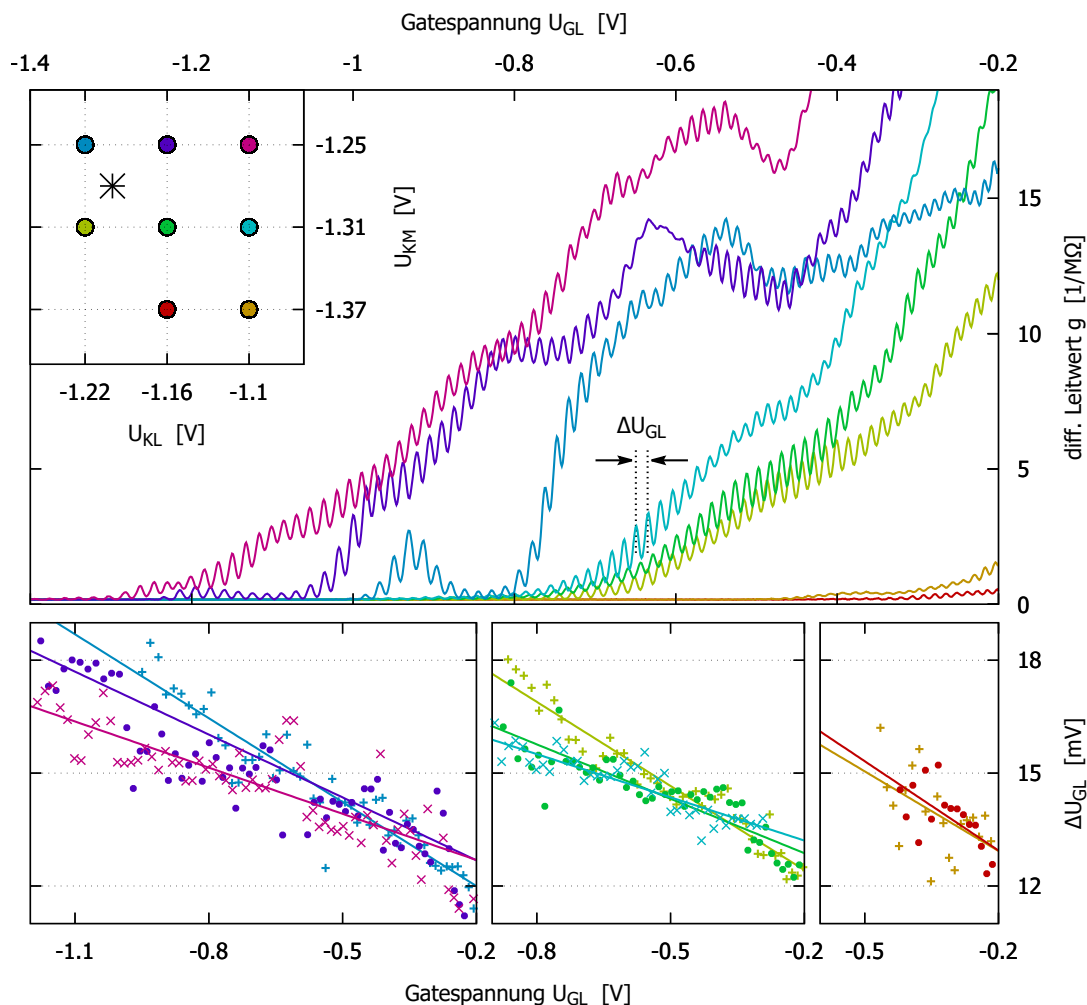 Gatespannung U_GL [V]
-1.4 -1.2 -1 -0.8 -0.6 -0.4 -0.2
-1.25
-1.31
-1.37
U_KM [V]
-1.22 -1.16 -1.1
U_KL [V]
ΔU_GL
15
10
5
0
diff. Leitwert g [1/MΩ]
18
15
12
ΔU_GL [mV]
-1.1 -0.8 -0.5 -0.2 -0.8 -0.5 -0.2 -0.5 -0.2
Gatespannung U_GL [V]